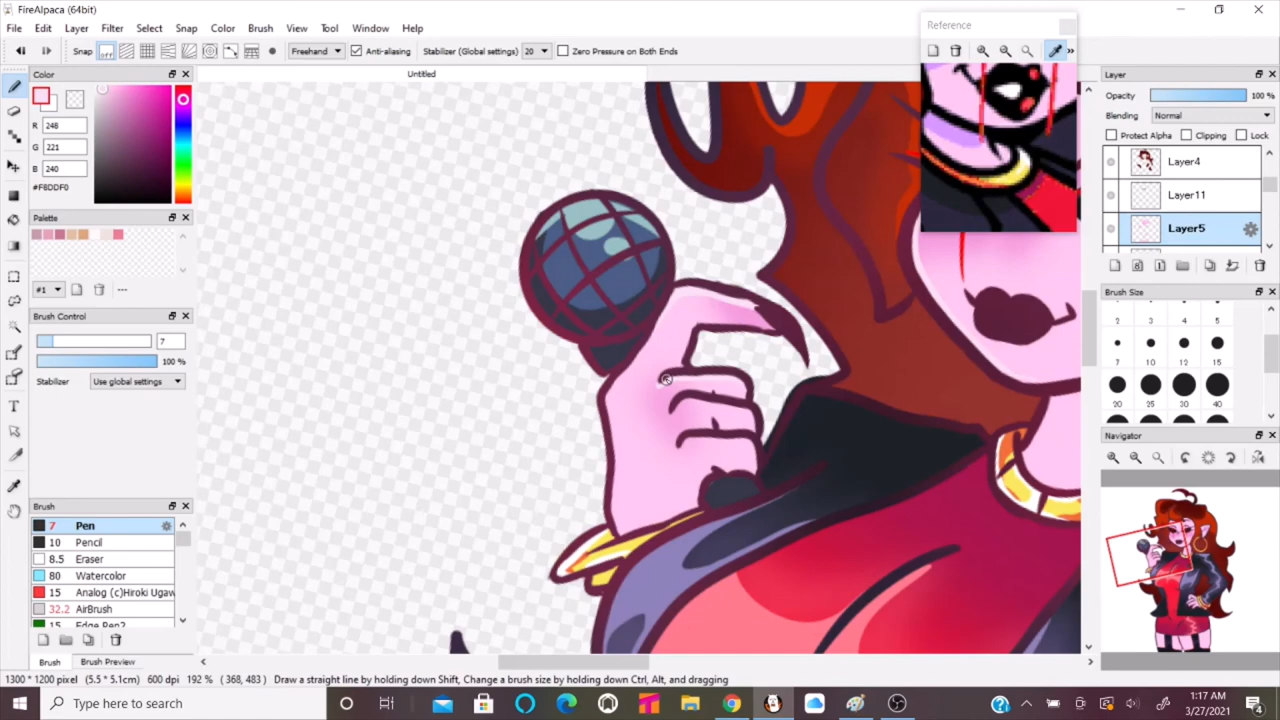 FireAlpaca (64bit)
File Edit Layer Filter Select Snap Color Brush View Tool Window Help
Snap Freehand Anti-aliasing Stabilizer (Global settings) 20 Zero Pressure on Both Ends
Untitled
Reference
Color
R 248
G 221
B 240
#F8DDF0
Palette
#1
Brush Control
7
100 %
Stabilizer Use global settings
Brush
7 Pen
10 Pencil
8.5 Eraser
80 Watercolor
15 Analog (c)Hiroki Ugaw
32.2 AirBrush
15 Edge Pen2
Brush Brush Preview
Layer
Opacity 100 %
Blending Normal
Protect Alpha Clipping Lock
Layer4
Layer11
Layer5
Brush Size
2 3 4 5
7 10 12 15
20 25 30 40
Navigator
1300 * 1200 pixel (5.5 * 5.1cm) 600 dpi 192 % ( 368, 483 ) Draw a straight line by holding down Shift, Change a brush size by holding down Ctrl, Alt, and dragging
Type here to search
1:17 AM
3/27/2021
4